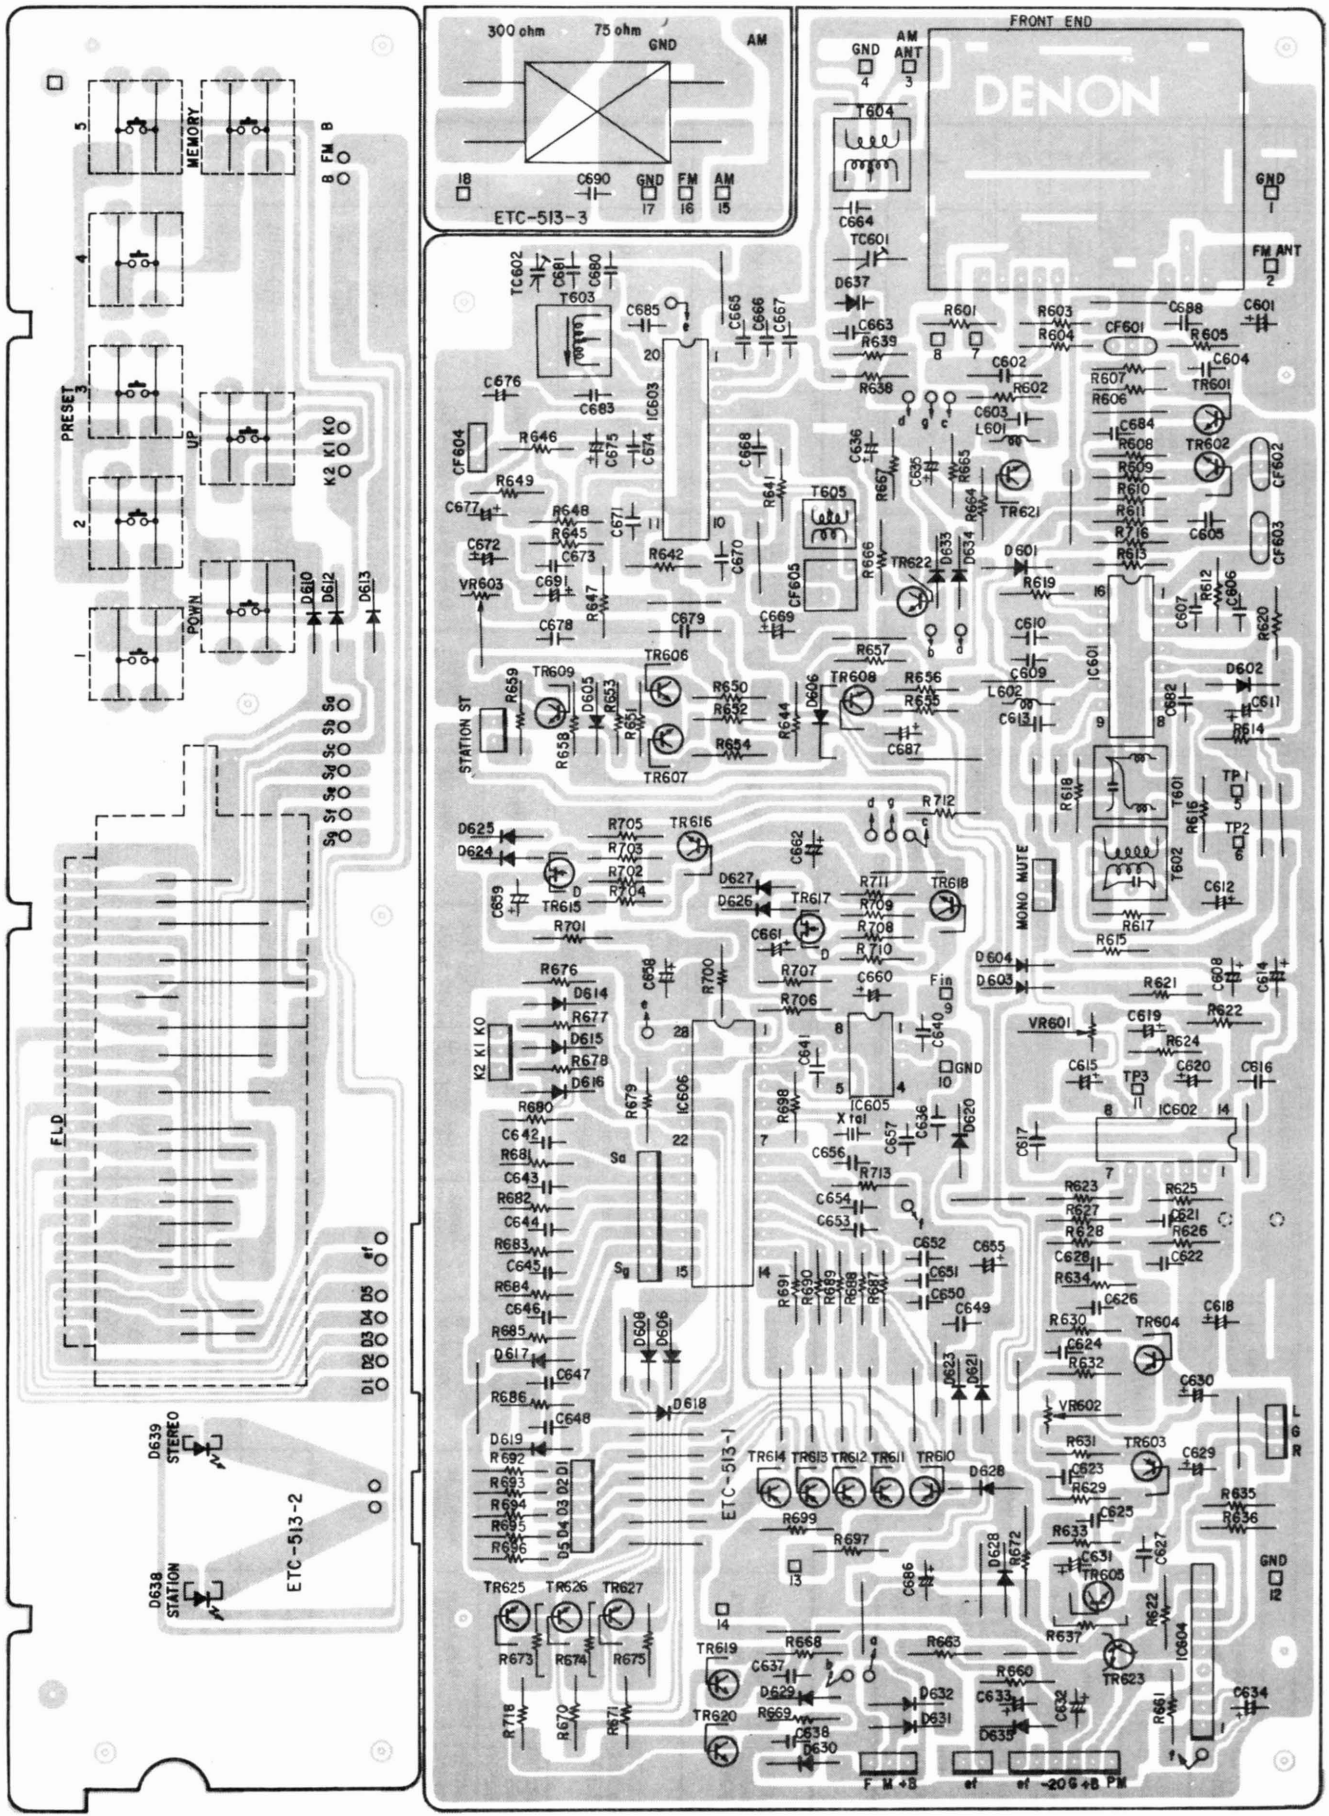 300 ohm 75 ohm
GND
AM
18
C690
GND FM AM
17 16 15
ETC-513-3
FRONT END
DENON
GND
4
AM
ANT
3
T604
C664
TC601
D637
C663
R639
R638
GND
1
FM ANT
2
5
MEMORY
B FM B
4
PRESET
3
UP
K2 K1 K0
2
POWN
D610
D612
D613
1
Sa
Sb
Sc
Sd
Se
Sf
Sg
FLD
ef
D5
D4
D3
D2
D1
D639
STEREO
D638
STATION
ETC-513-2
TC602
C681
C680
T603
C685
e
C665
C666
C667
20
1
IC603
11
10
C676
C683
CF604
R646
C675
C674
C668
R649
C677
R648
R645
C671
C672
C673
R642
C670
VR603
C691
R647
C678
C679
C669
R641
T605
CF605
C636
R667
C635
R665
R664
R666
TR622
D633
D634
d g c
b a
R601
8 7
R603
R604
C688
C601
CF601
R605
C602
R602
R607
R606
C604
TR601
C603
L601
C684
R608
TR602
R609
R610
R611
R716
R613
CF602
TR621
C605
CF603
D601
R619
16
1
IC601
9
8
R612
C606
C607
R620
C610
C609
L602
C613
D602
C611
C682
R614
STATION ST
R659
TR609
R658
D605
R653
R651
TR606
TR607
R650
R652
R654
R644
D606
TR608
R657
R656
R655
C687
R618
T601
R616
TP1
5
TP2
6
T602
MONO MUTE
C612
R617
R615
D625
D624
R705
R703
R702
R704
TR616
C659
D
TR615
R701
C662
d g c
R712
D627
D626
TR617
D
C661
R711
R709
R708
R710
TR618
C658
R700
R707
R706
C660
Fin
9
D604
D603
R621
C608
C614
R676
D614
R677
D615
R678
D616
K2 K1 K0
e
28
1
IC606
22
7
15
14
R679
R698
C641
8
1
5
4
IC605
C640
GND
10
VR601
C619
R622
R624
C615
C620
C616
TP3
11
8
IC602
14
7
1
C617
X tal
C657
C636
D620
C656
R713
C654
C653
f
R680
C642
R681
C643
R682
C644
R683
C645
R684
C646
R685
D617
C647
R686
C648
D619
Sa
Sg
R691
R690
R689
R688
R687
C652
C651
C650
C655
C649
R623
R625
R627
C621
R628
R626
C628
C622
R634
C626
C618
R630
TR604
C624
R632
C630
VR602
D608
D606
D618
D623
D621
L
G
R
R692
R693
R694
R695
R696
D5 D4 D3 D2 D1
ETC-513-1
TR614
TR613
TR612
TR611
TR610
R699
R697
D628
R631
TR603
C623
C629
R629
C625
R635
R636
R633
C627
C631
D628
R672
13
C686
TR605
GND
12
TR625
TR626
TR627
R673
R674
R675
R718
R670
R671
14
TR619
TR620
R668
C637
D629
R669
C638
D630
b
a
R663
D632
D631
R637
R622
TR623
IC604
1
R660
C633
D635
C632
R661
C634
f
F M +B
ef
ef -20 G +B PM